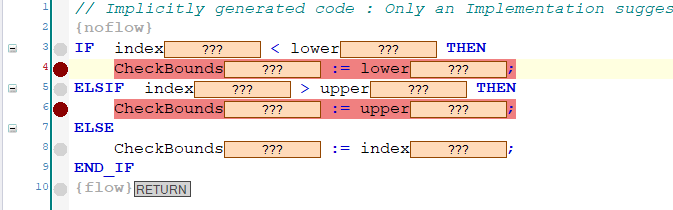 1 // Implicitly generated code : Only an Implementation sugges
2 {noflow}
3 IF index ??? < lower ??? THEN
4 CheckBounds ??? := lower ??? ;
5 ELSIF index ??? > upper ??? THEN
6 CheckBounds ??? := upper ??? ;
7 ELSE
8 CheckBounds ??? := index ??? ;
9 END_IF
10 {flow} RETURN